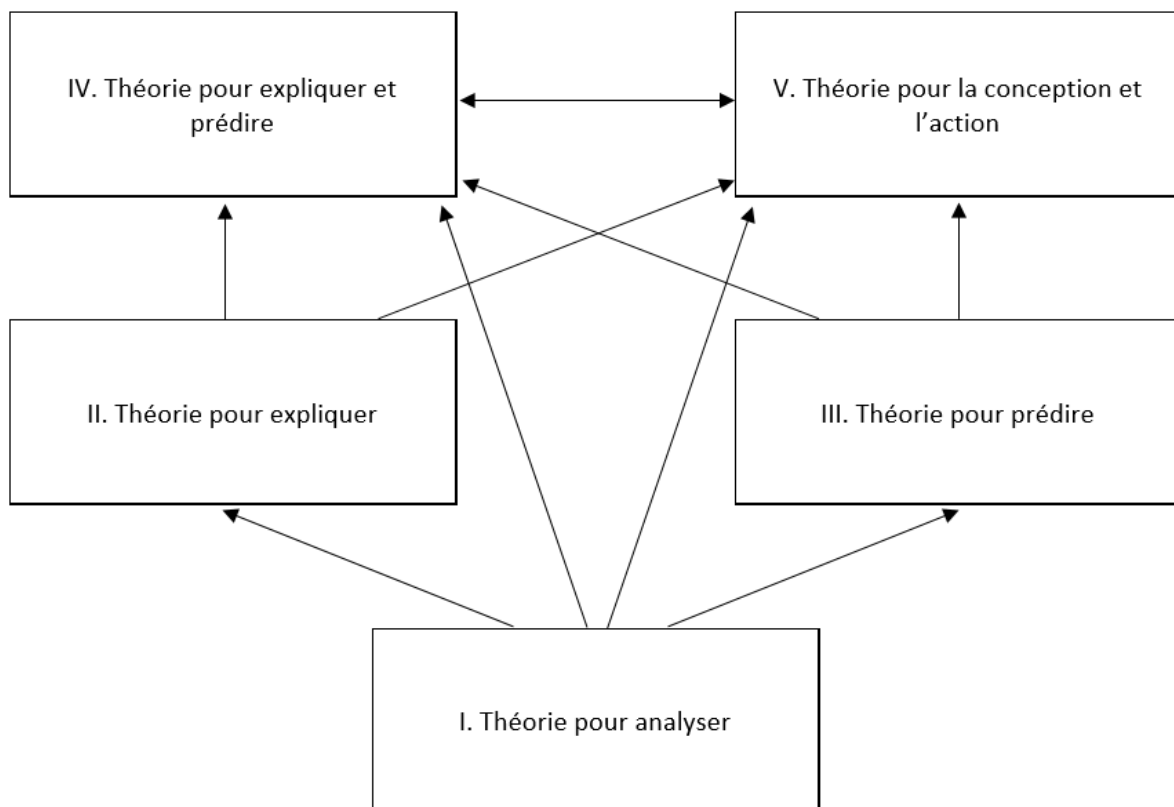 IV. Théorie pour expliquer et
prédire
V. Théorie pour la conception et
l’action
II. Théorie pour expliquer
III. Théorie pour prédire
I. Théorie pour analyser